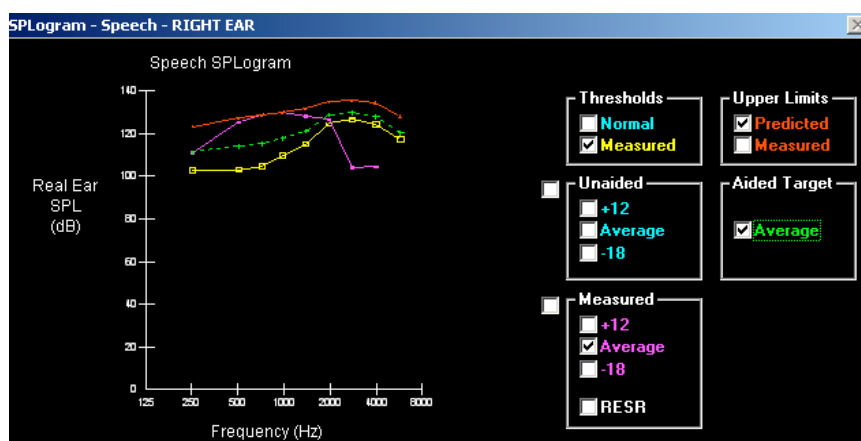 SPLogram - Speech - RIGHT EAR
Speech SPLogram
140
120
100
80
60
40
20
0
Real Ear
SPL
(dB)
125 250 500 1000 2000 4000 8000
Frequency (Hz)
Thresholds
Normal
Measured
Upper Limits
Predicted
Measured
Unaided
+12
Average
-18
Aided Target
Average
Measured
+12
Average
-18
RESR